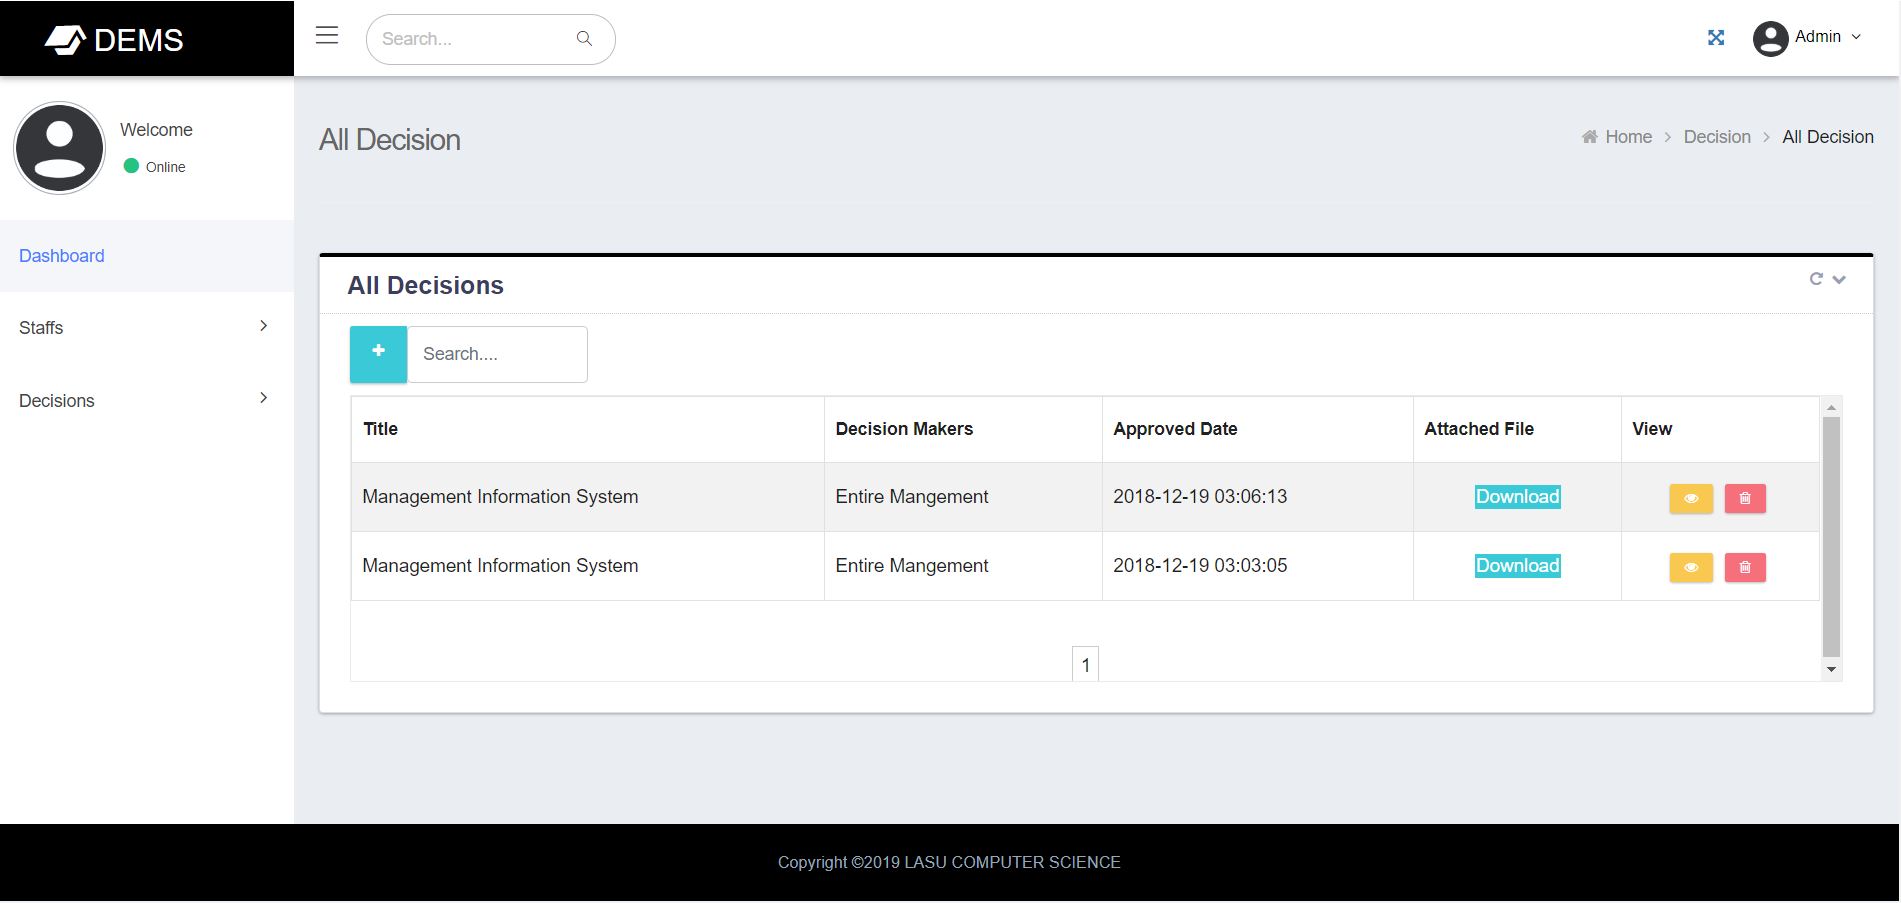 DEMS
Search...
Admin
Welcome
Online
Dashboard
Staffs
Decisions
All Decision
Home > Decision > All Decision
All Decisions
+ Search....
Title Decision Makers Approved Date Attached File View
Management Information System Entire Mangement 2018-12-19 03:06:13 Download
Management Information System Entire Mangement 2018-12-19 03:03:05 Download
1
Copyright ©2019 LASU COMPUTER SCIENCE